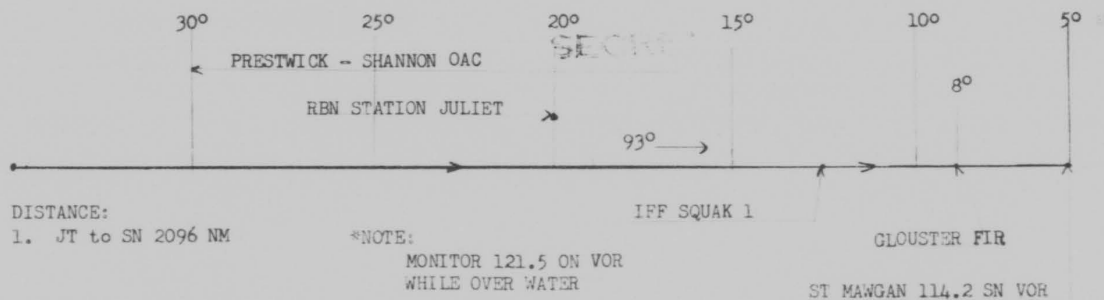 30° 25° 20° 15° 10° 5°
PRESTWICK - SHANNON OAC
8°
RBN STATION JULIET
93°
DISTANCE: IFF SQUAK 1
1. JT to SN 2096 NM *NOTE: GLOUSTER FIR
MONITOR 121.5 ON VOR
WHILE OVER WATER ST MAWGAN 114.2 SN VOR